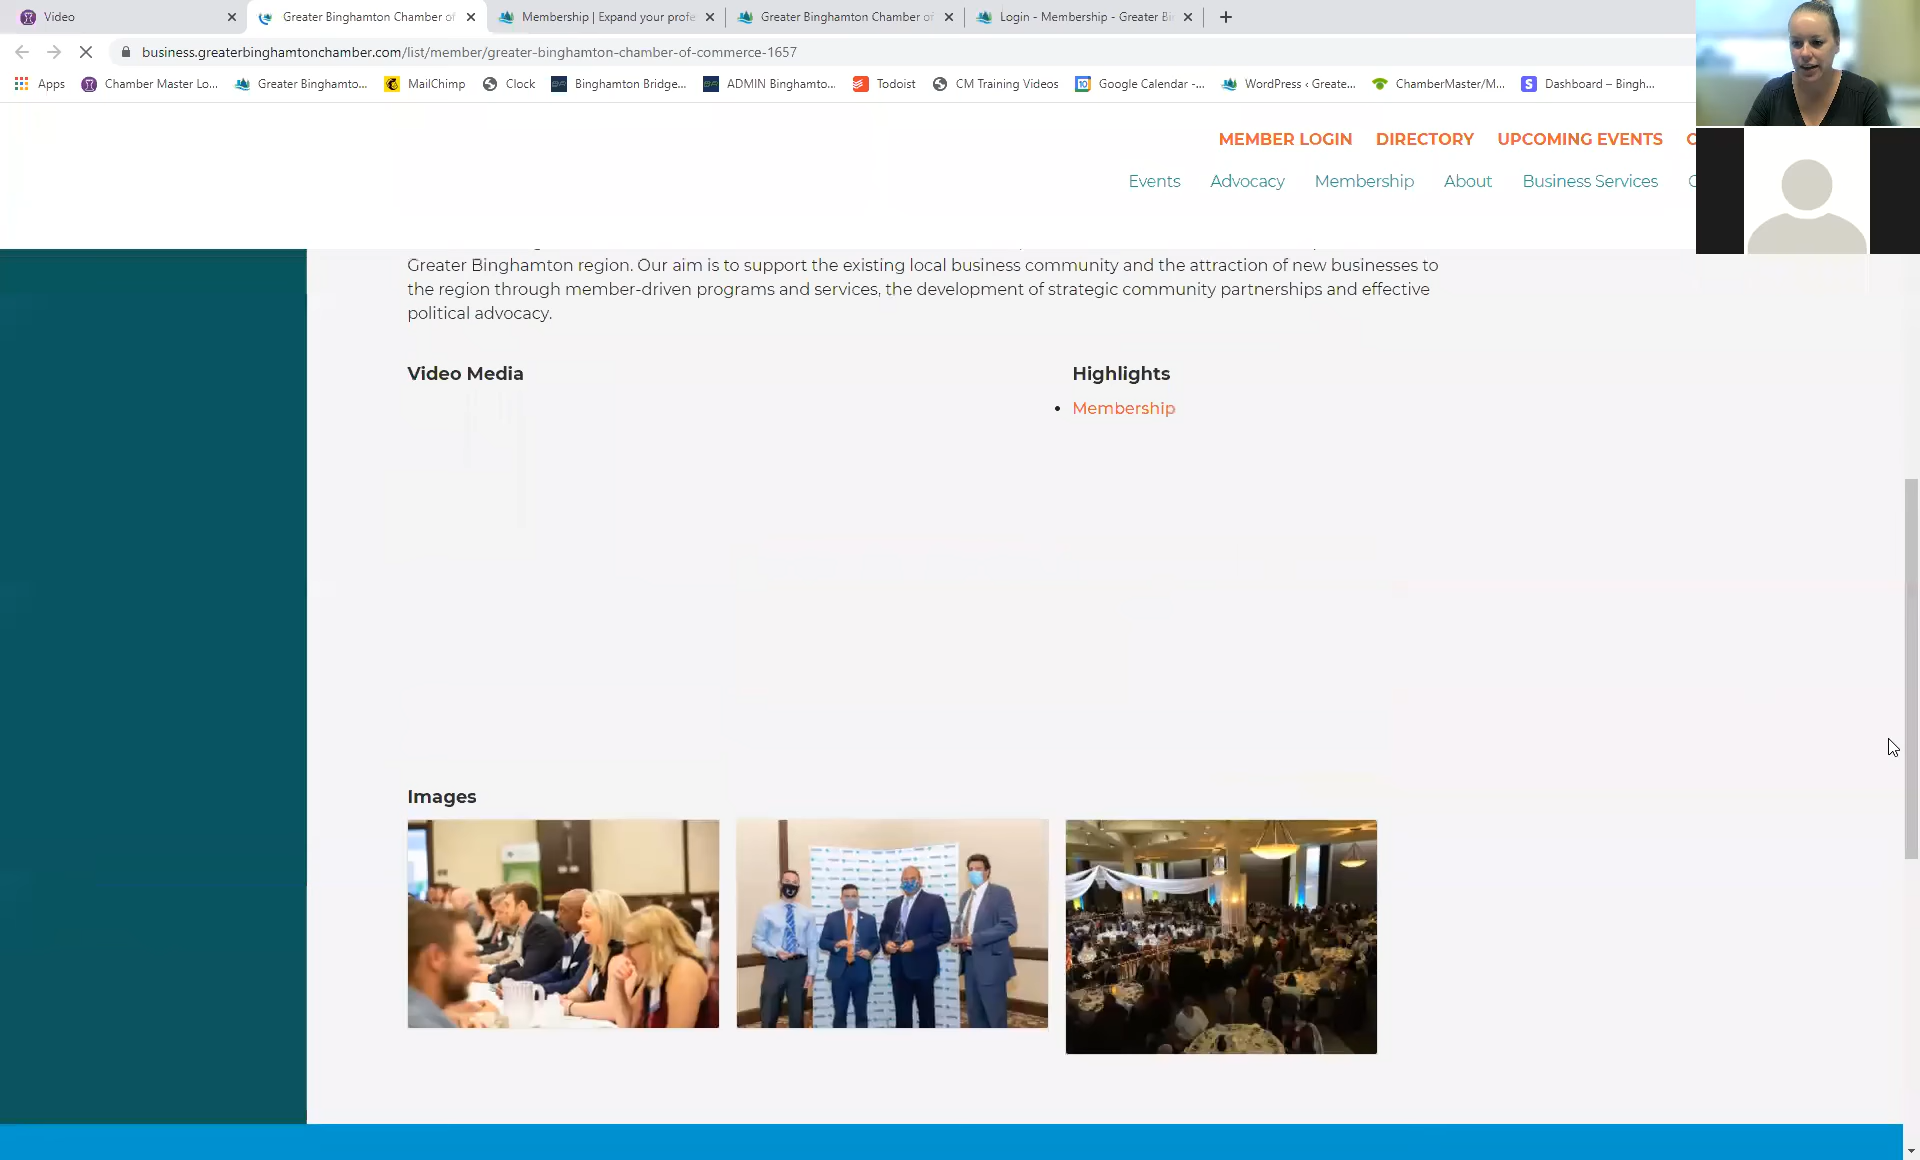 Video
Greater Binghamton Chamber of
Membership | Expand your profe
Greater Binghamton Chamber of
Login - Membership - Greater Bi
business.greaterbinghamtonchamber.com/list/member/greater-binghamton-chamber-of-commerce-1657
Apps
Chamber Master Lo...
Greater Binghamto...
MailChimp
Clock
Binghamton Bridge...
ADMIN Binghamto...
Todoist
CM Training Videos
10
Google Calendar -...
WordPress ‹ Greate...
ChamberMaster/M...
S
Dashboard – Bingh...
MEMBER LOGIN DIRECTORY UPCOMING EVENTS
Events Advocacy Membership About Business Services
Greater Binghamton region. Our aim is to support the existing local business community and the attraction of new businesses to
the region through member-driven programs and services, the development of strategic community partnerships and effective
political advocacy.
Video Media
Highlights
• Membership
Images